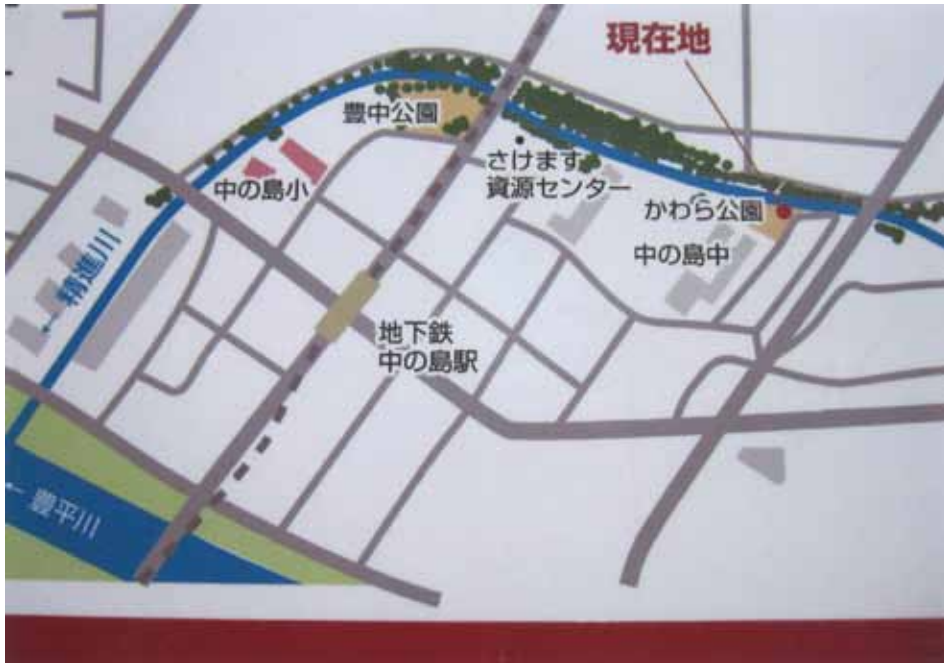 現在地
豊中公園
さけます
資源センター
中の島小
かわら公園
中の島中
精進川
地下鉄
中の島駅
豊平川